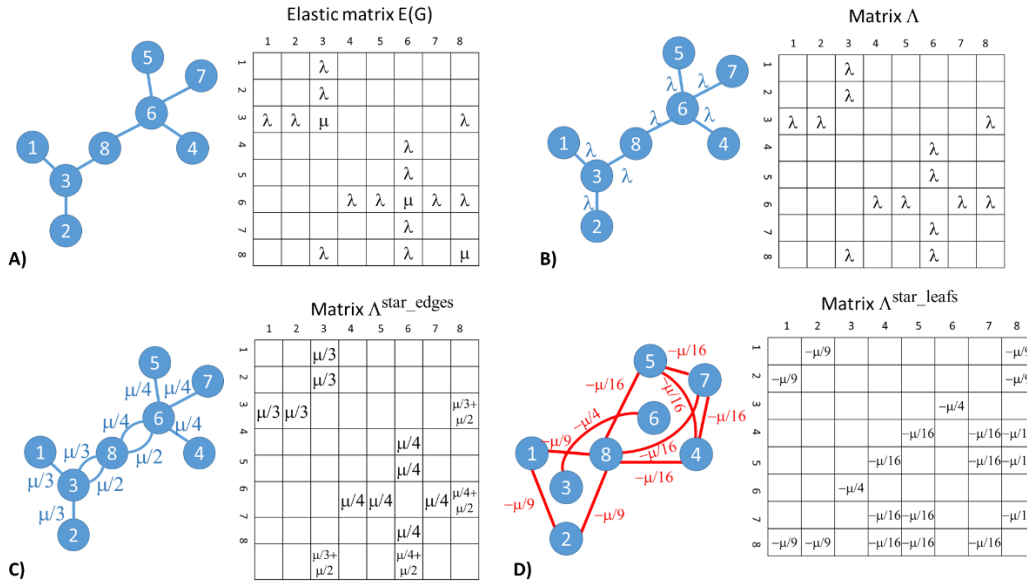 Elastic matrix E(G)
1 2 3 4 5 6 7 8
1 λ
2 λ
3 λ λ μ λ
4 λ
5 λ
6 λ λ μ λ λ
7 λ
8 λ λ μ
5
7
6
1
8
4
3
2
A)
Matrix Λ
1 2 3 4 5 6 7 8
1 λ
2 λ
3 λ λ λ
4 λ
5 λ
6 λ λ λ λ
7 λ
8 λ λ
5
7
λ λ
6
λ λ
1
8
4
λ
3 λ
λ
2
B)
Matrix Λstar_edges
1 2 3 4 5 6 7 8
1 μ/3
2 μ/3
3 μ/3 μ/3 μ/3+
μ/2
4 μ/4
5 μ/4
6 μ/4 μ/4 μ/4 μ/4+
μ/2
7
μ/4
8
μ/3+ μ/4+
μ/2 μ/2
5
7
μ/4 μ/4
μ/4 6 μ/4
1 μ/3 8 μ/2 4
μ/3 3 μ/2
μ/3
2
C)
Matrix Λstar_leafs
1 2 3 4 5 6 7 8
1 −μ/9 −μ/9
2 −μ/9 −μ/9
3 −μ/4
4 −μ/16 −μ/16 −μ/1
5 −μ/16 −μ/16 −μ/1
6 −μ/4
7 −μ/16 −μ/16 −μ/1
8 −μ/9 −μ/9 −μ/16 −μ/16 −μ/16
−μ/16
5
7
−μ/16
−μ/16
−μ/4 6
−μ/16
−μ/9
1 8 −μ/16 4
−μ/16
3
−μ/9 −μ/9
2
D)